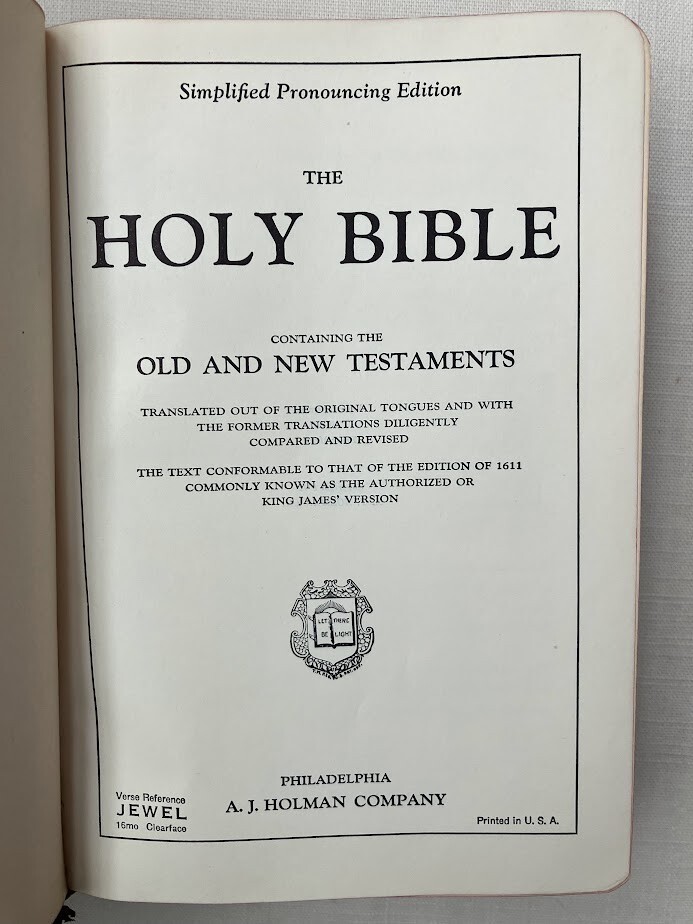 Simplified Pronouncing Edition
THE
HOLY BIBLE
CONTAINING THE
OLD AND NEW TESTAMENTS
TRANSLATED OUT OF THE ORIGINAL TONGUES AND WITH
THE FORMER TRANSLATIONS DILIGENTLY
COMPARED AND REVISED
THE TEXT CONFORMABLE TO THAT OF THE EDITION OF 1611
COMMONLY KNOWN AS THE AUTHORIZED OR
KING JAMES' VERSION
LET THERE
BE LIGHT
PHILADELPHIA
A. J. HOLMAN COMPANY
Verse Reference
JEWEL
16mo Clearface
Printed in U. S. A.